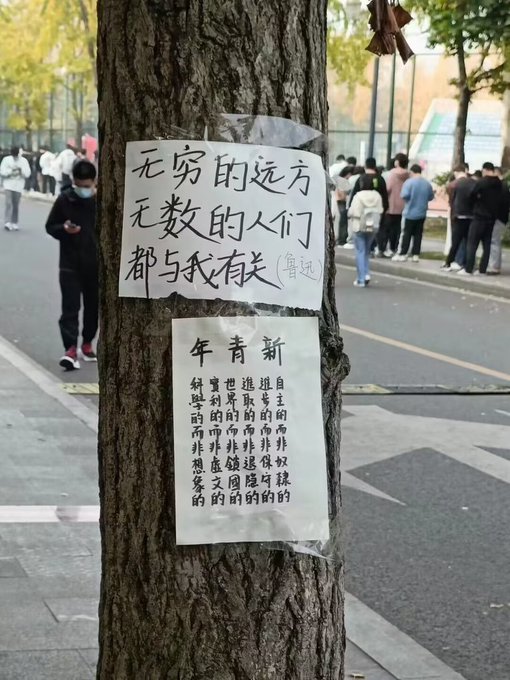 无穷的远方
无数的人们
都与我有关(鲁迅)
新青年
自主的而非奴隸的
進步的而非保守的
進取的而非退隐的
世界的而非鎖國的
實利的而非虚文的
科學的而非想象的